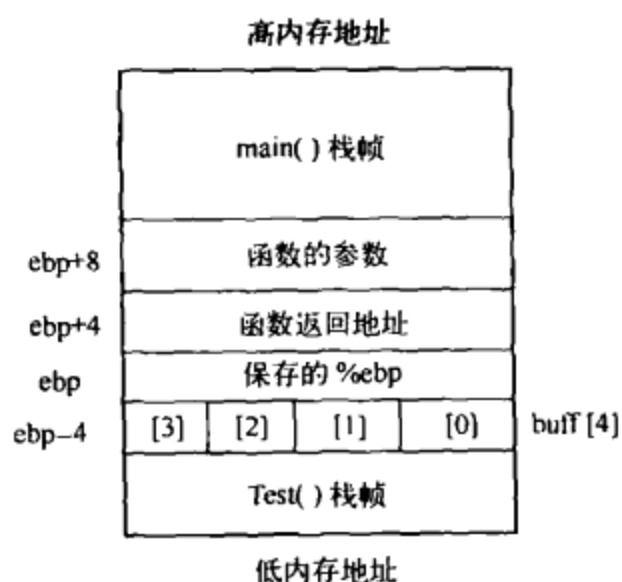 高内存地址
main( ) 栈帧
ebp+8 函数的参数
ebp+4 函数返回地址
ebp 保存的 %ebp
ebp−4 [3] [2] [1] [0] buff [4]
Test( ) 栈帧
低内存地址